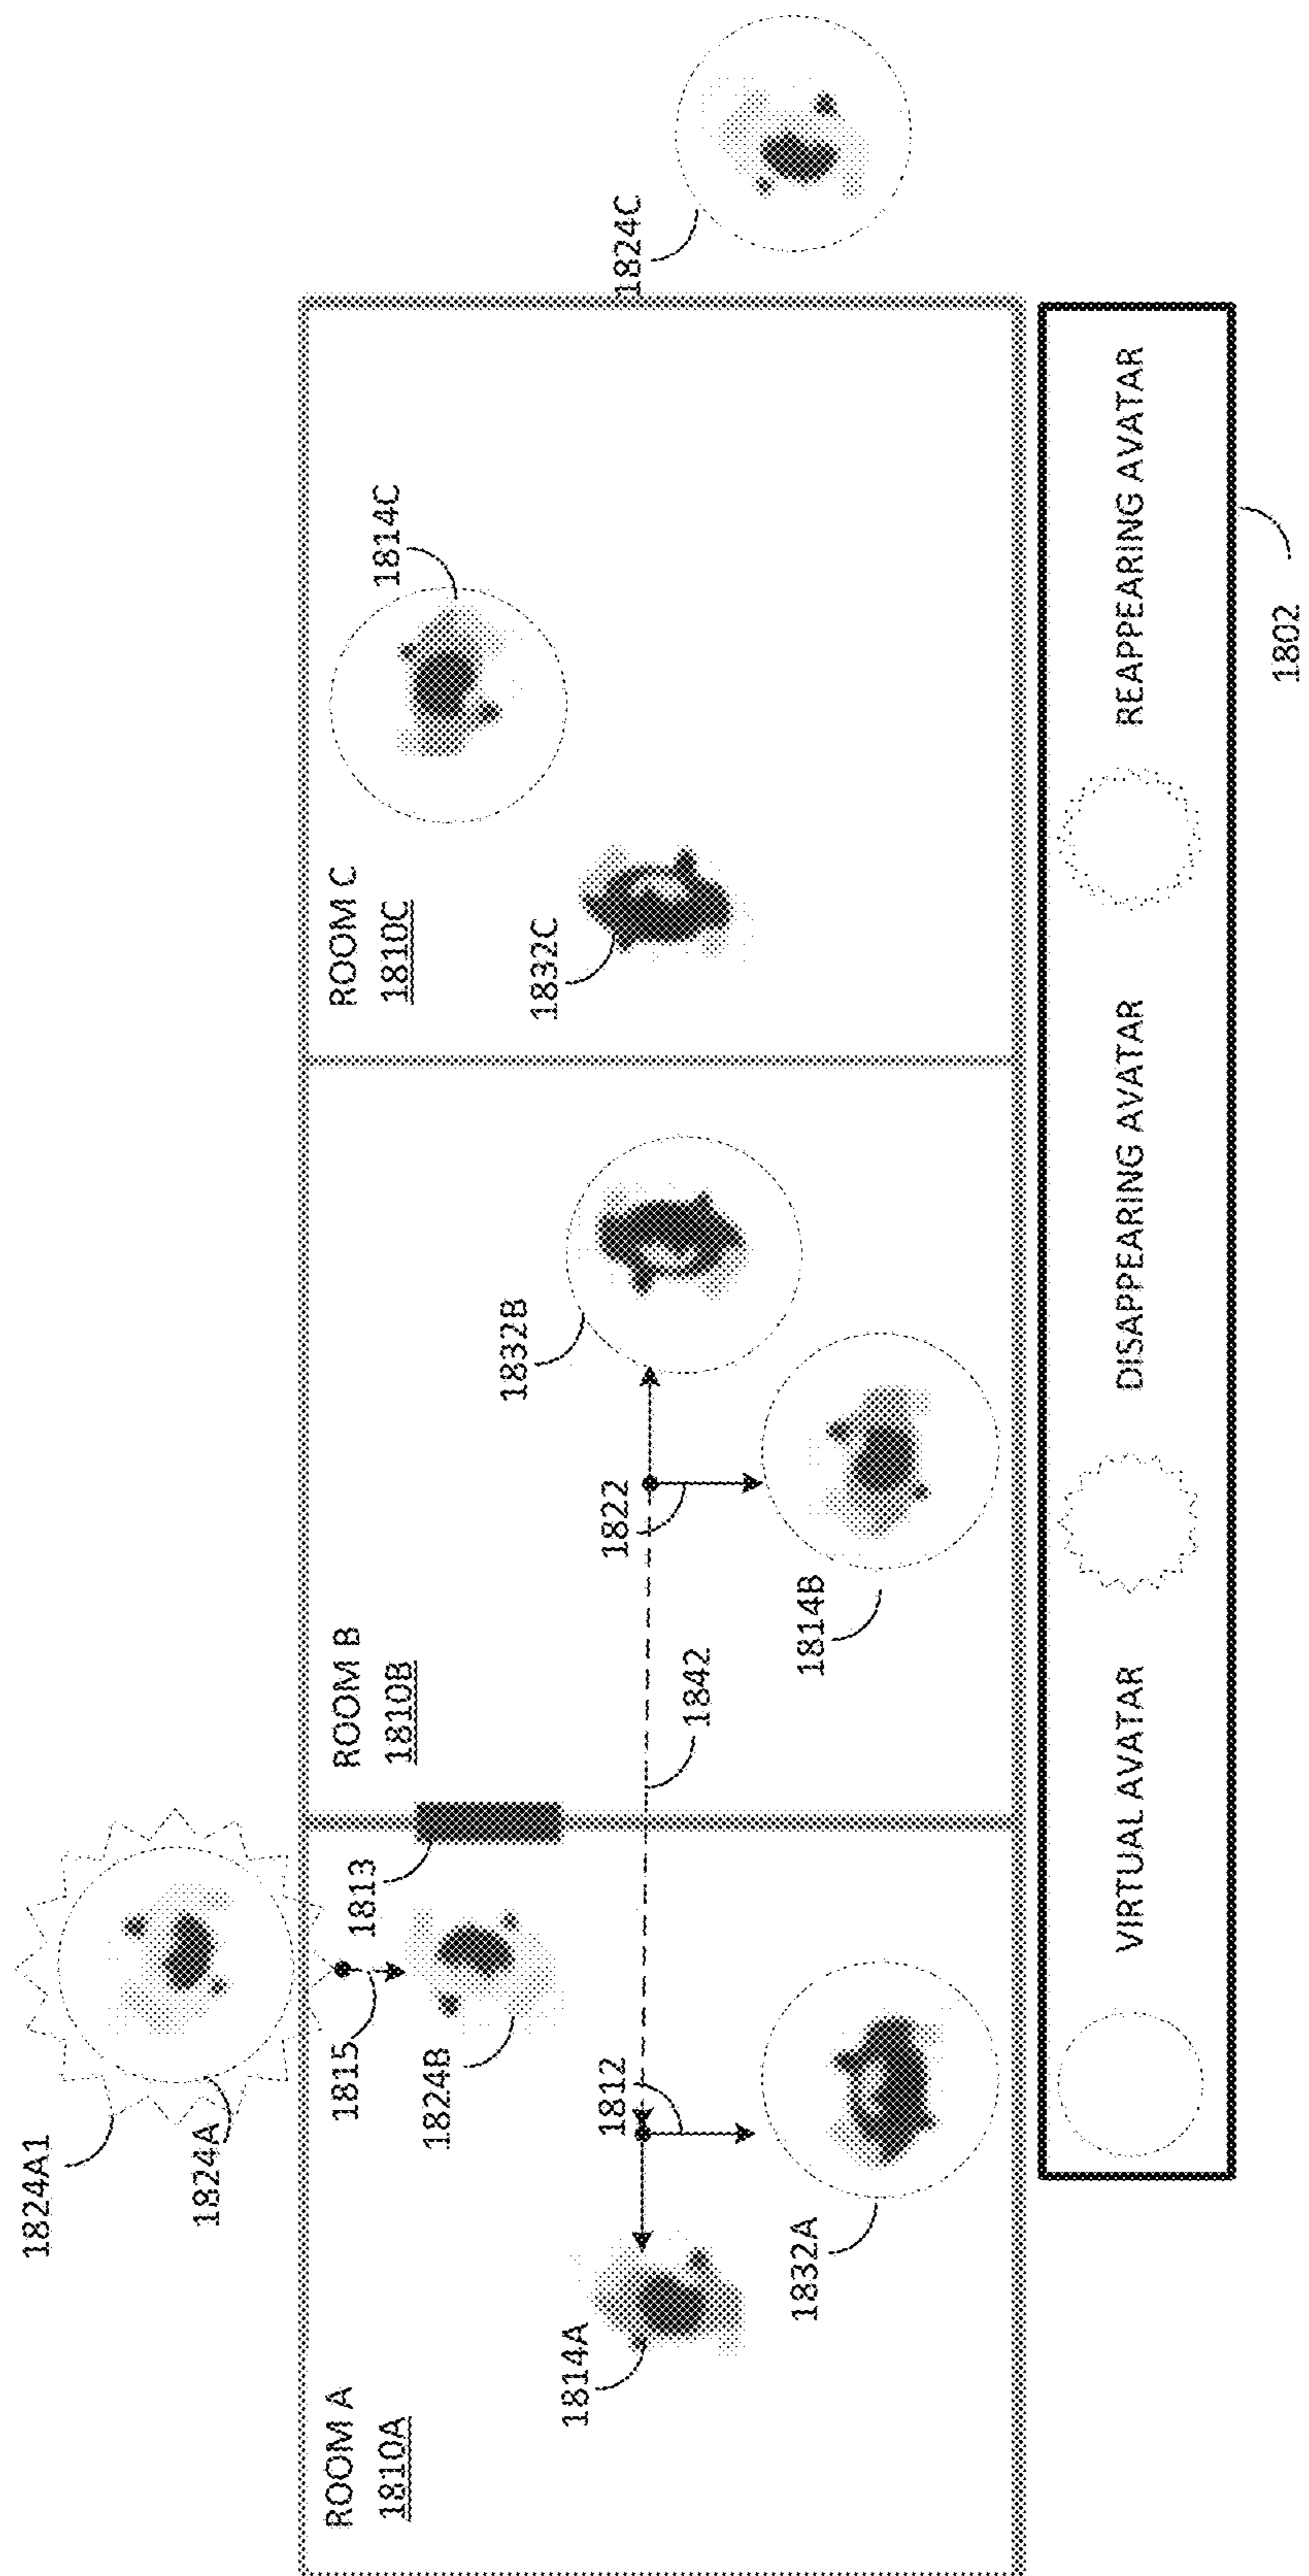 1824A1
1824A
ROOM A
1810A
1815
1813
1824B
ROOM B
1810B
ROOM C
1810C
1814C
1824C
1814A
1812
1822
1832B
1832C
1832A
1842
1814B
VIRTUAL AVATAR
DISAPPEARING AVATAR
REAPPEARING AVATAR
1802